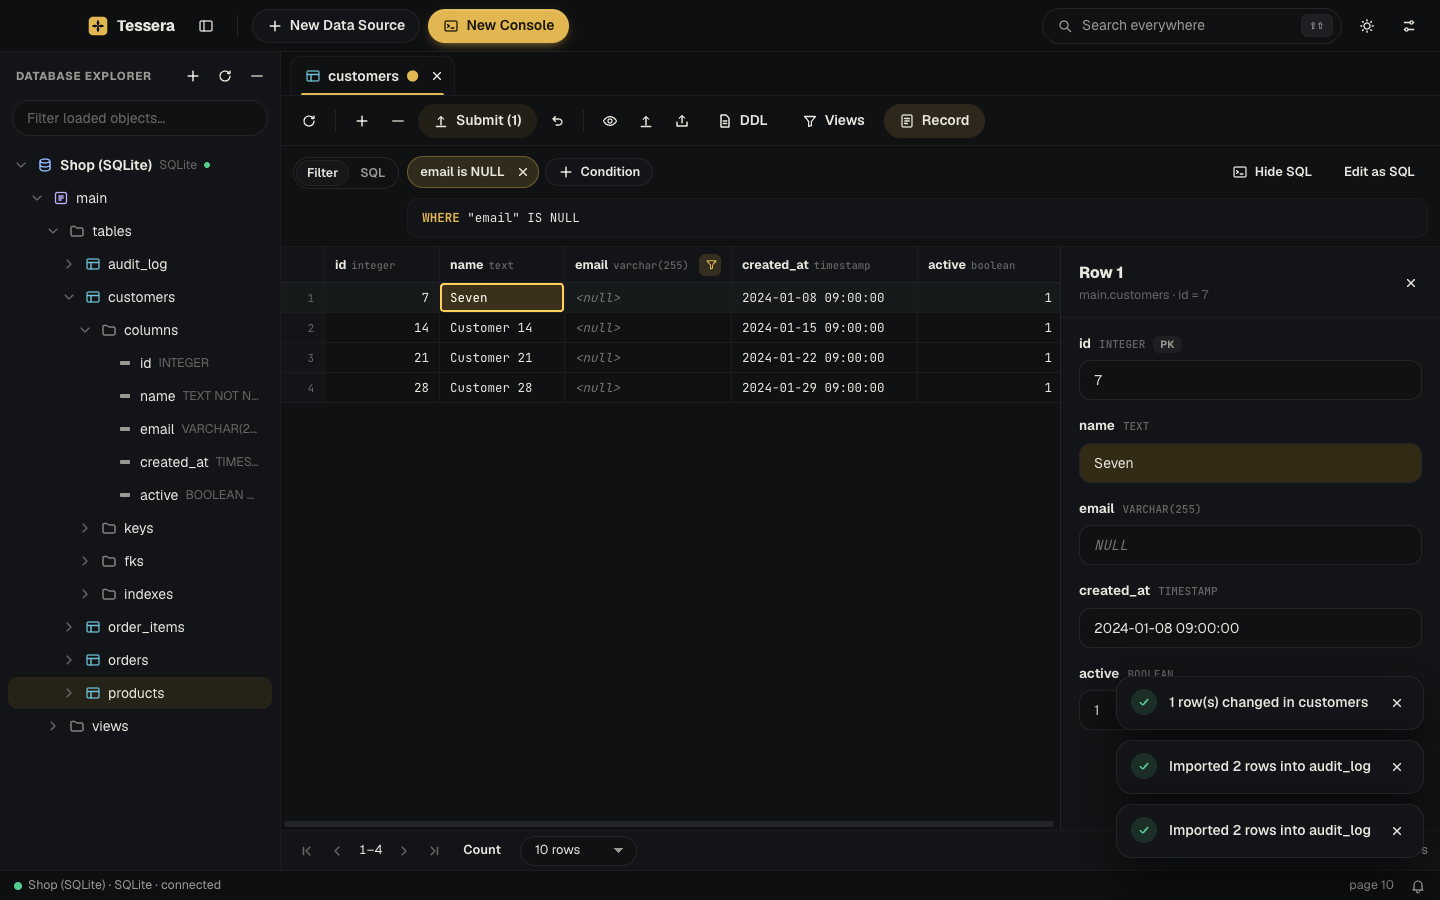 Tessera
New Data Source
New Console
Search everywhere
⇧⇧
DATABASE EXPLORER
Filter loaded objects...
Shop (SQLite) SQLite
main
tables
audit_log
customers
columns
id INTEGER
name TEXT NOT N...
email VARCHAR(2...
created_at TIMES...
active BOOLEAN ...
keys
fks
indexes
order_items
orders
products
views
customers
Submit (1)
DDL
Views
Record
Filter SQL
email is NULL
Condition
Hide SQL
Edit as SQL
WHERE "email" IS NULL
id integer name text email varchar(255) created_at timestamp active boolean
1 7 Seven <null> 2024-01-08 09:00:00 1
2 14 Customer 14 <null> 2024-01-15 09:00:00 1
3 21 Customer 21 <null> 2024-01-22 09:00:00 1
4 28 Customer 28 <null> 2024-01-29 09:00:00 1
Row 1
main.customers · id = 7
id INTEGER PK
7
name TEXT
Seven
email VARCHAR(255)
NULL
created_at TIMESTAMP
2024-01-08 09:00:00
active BOOLEAN
1
1 row(s) changed in customers
Imported 2 rows into audit_log
Imported 2 rows into audit_log
1–4
Count
10 rows
Shop (SQLite) · SQLite · connected
page 10